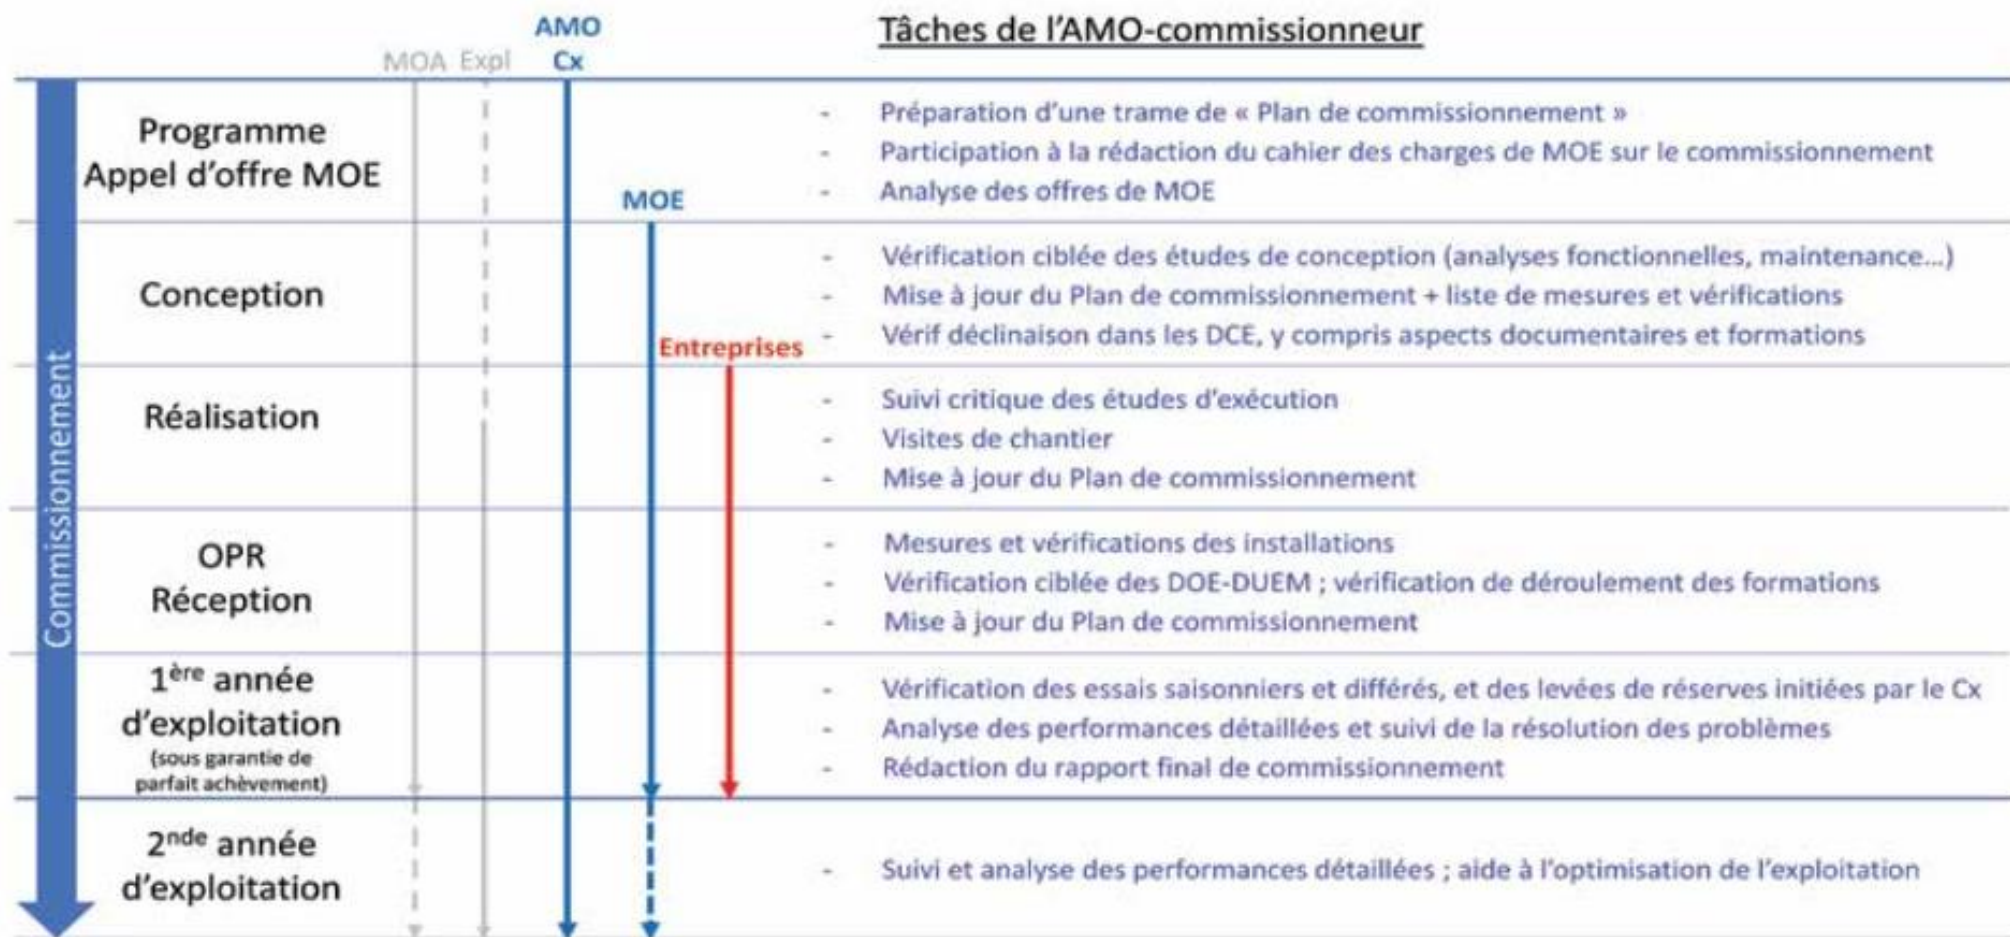 Tâches de l'AMO-commissionneur
MOA Expl AMO Cx
Commissionnement
Programme
Appel d'offre MOE
MOE
- Préparation d'une trame de « Plan de commissionnement »
- Participation à la rédaction du cahier des charges de MOE sur le commissionnement
- Analyse des offres de MOE
Conception
Entreprises
- Vérification ciblée des études de conception (analyses fonctionnelles, maintenance...)
- Mise à jour du Plan de commissionnement + liste de mesures et vérifications
- Vérif déclinaison dans les DCE, y compris aspects documentaires et formations
Réalisation
- Suivi critique des études d'exécution
- Visites de chantier
- Mise à jour du Plan de commissionnement
OPR
Réception
- Mesures et vérifications des installations
- Vérification ciblée des DOE-DUEM ; vérification de déroulement des formations
- Mise à jour du Plan de commissionnement
1ère année
d'exploitation
(sous garantie de
parfait achèvement)
- Vérification des essais saisonniers et différés, et des levées de réserves initiées par le Cx
- Analyse des performances détaillées et suivi de la résolution des problèmes
- Rédaction du rapport final de commissionnement
2nde année
d'exploitation
- Suivi et analyse des performances détaillées ; aide à l'optimisation de l'exploitation